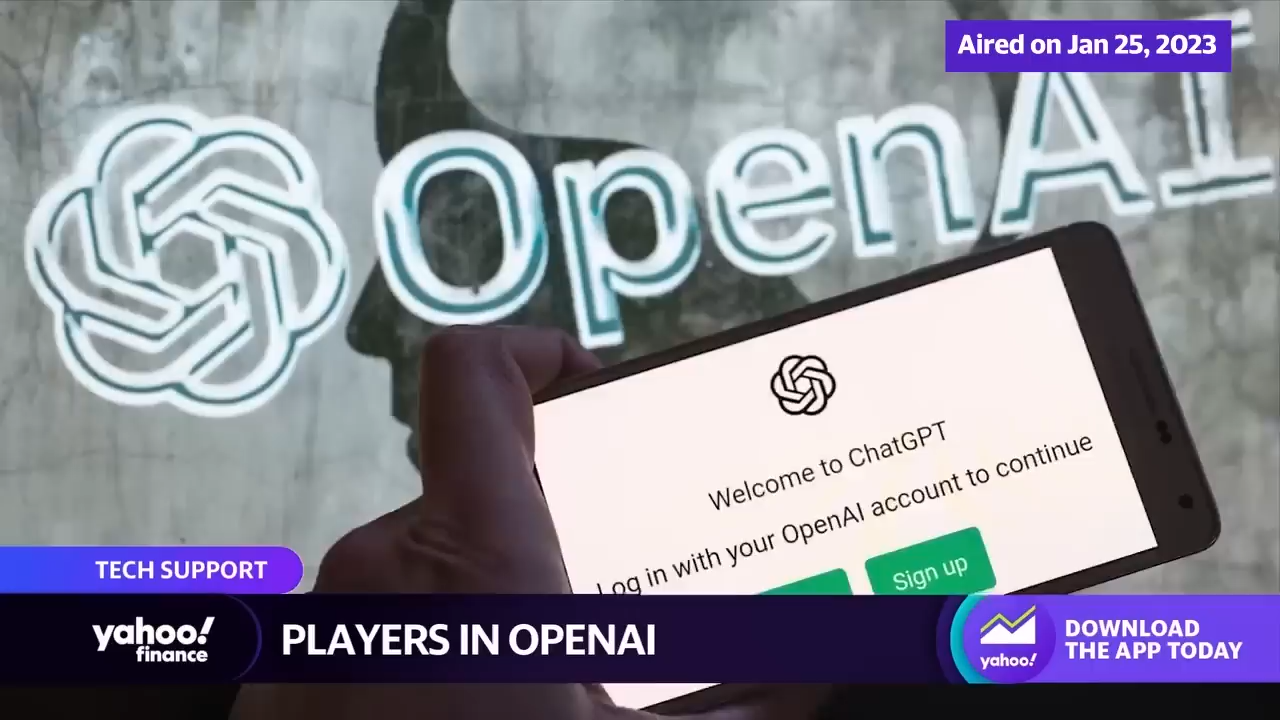 Aired on Jan 25, 2023
OpenAI
Welcome to ChatGPT
Log in with your OpenAI account to continue
Sign up
TECH SUPPORT
yahoo!
finance
PLAYERS IN OPENAI
yahoo!
DOWNLOAD
THE APP TODAY